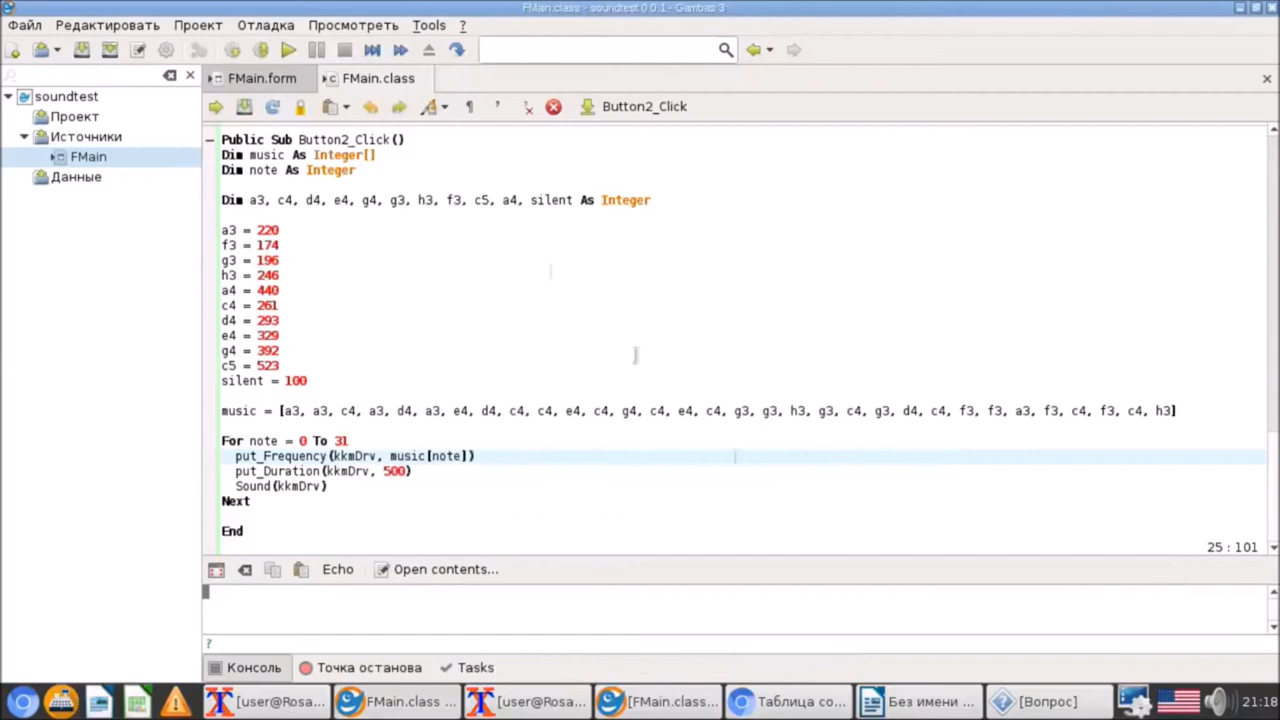 FMain.class - soundtest 0.0.1 - Gambas 3
Файл Редактировать Проект Отладка Просмотреть Tools ?
FMain.form FMain.class
soundtest
Button2_Click
Проект
Источники
FMain
Данные
Public Sub Button2_Click()
Dim music As Integer[]
Dim note As Integer
Dim a3, c4, d4, e4, g4, g3, h3, f3, c5, a4, silent As Integer
a3 = 220
f3 = 174
g3 = 196
h3 = 246
a4 = 440
c4 = 261
d4 = 293
e4 = 329
g4 = 392
c5 = 523
silent = 100
music = [a3, a3, c4, a3, d4, a3, e4, d4, c4, c4, e4, c4, g4, c4, e4, c4, g3, g3, h3, g3, c4, g3, d4, c4, f3, f3, a3, f3, c4, f3, c4, h3]
For note = 0 To 31
put_Frequency(kkmDrv, music[note])
put_Duration(kkmDrv, 500)
Sound(kkmDrv)
Next
End
25 : 101
Echo Open contents...
?
Консоль Точка останова Tasks
[user@Rosa... FMain.class ... [user@Rosa... [FMain.class... Таблица со... Без имени ... [Вопрос] 21:18